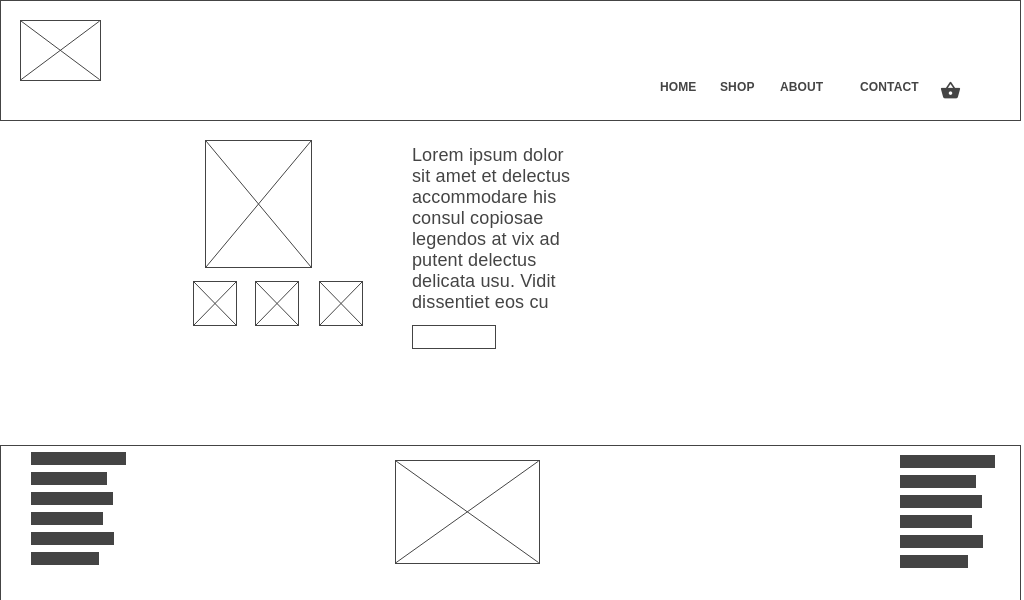 HOME SHOP ABOUT CONTACT
Lorem ipsum dolor
sit amet et delectus
accommodare his
consul copiosae
legendos at vix ad
putent delectus
delicata usu. Vidit
dissentiet eos cu